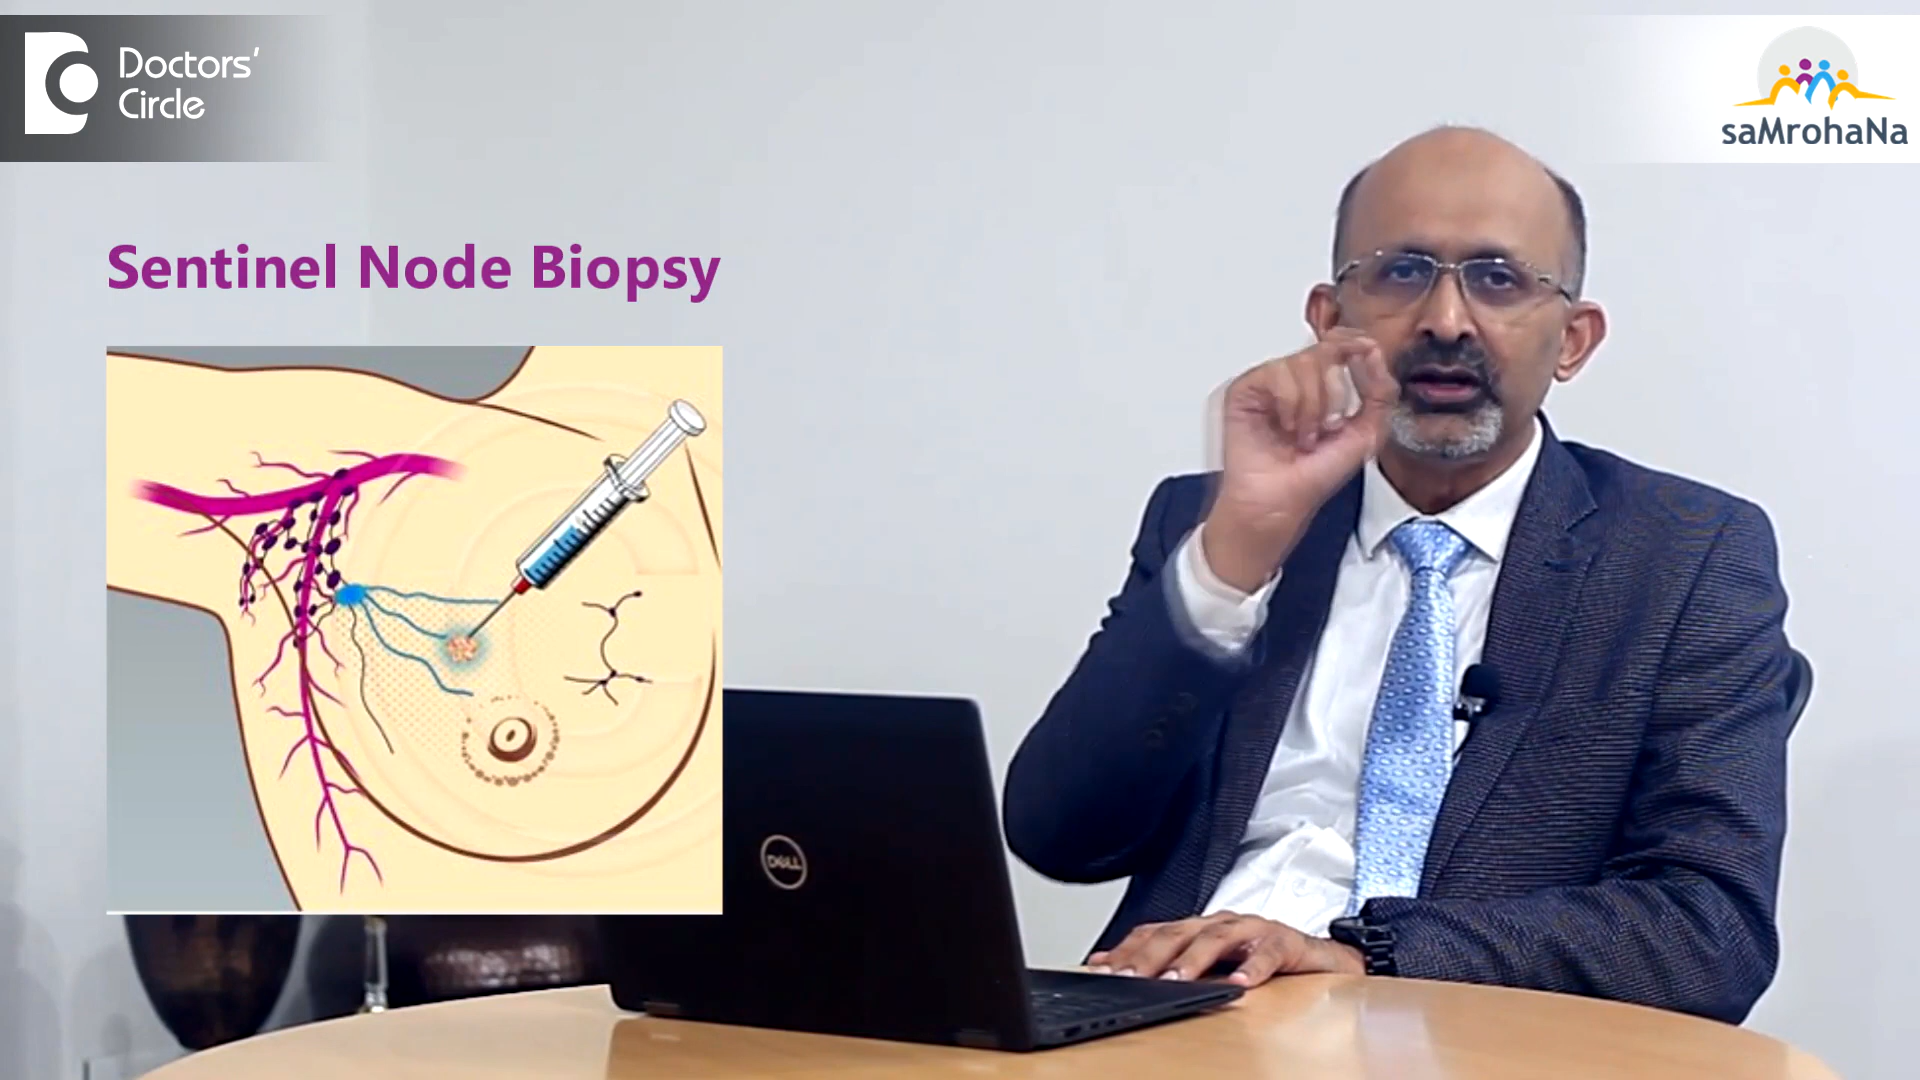 Doctors'
Circle
saMrohaNa
Sentinel Node Biopsy
DELL